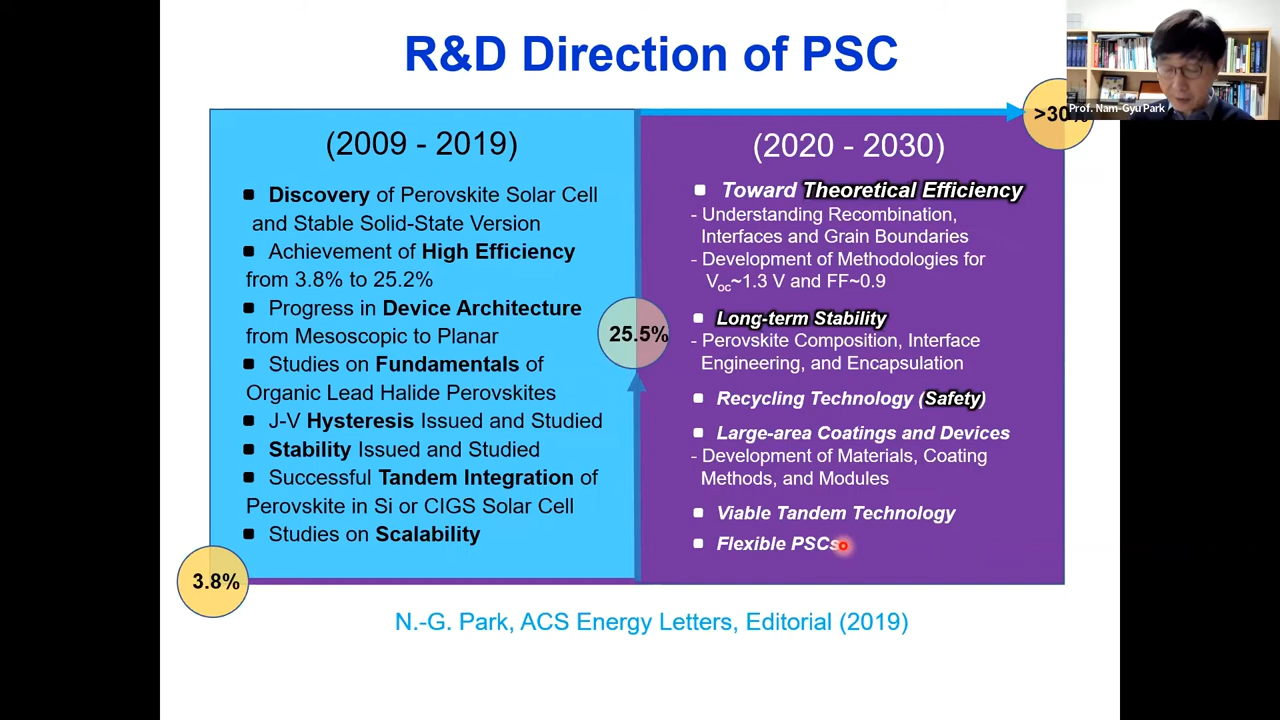 R&D Direction of PSC
Prof. Nam-Gyu Park
>30%
(2009 - 2019)
■ Discovery of Perovskite Solar Cell
and Stable Solid-State Version
■ Achievement of High Efficiency
from 3.8% to 25.2%
■ Progress in Device Architecture
from Mesoscopic to Planar
■ Studies on Fundamentals of
Organic Lead Halide Perovskites
■ J-V Hysteresis Issued and Studied
■ Stability Issued and Studied
■ Successful Tandem Integration of
Perovskite in Si or CIGS Solar Cell
■ Studies on Scalability
3.8%
25.5%
(2020 - 2030)
■ Toward Theoretical Efficiency
- Understanding Recombination,
Interfaces and Grain Boundaries
- Development of Methodologies for
Voc~1.3 V and FF~0.9
■ Long-term Stability
- Perovskite Composition, Interface
Engineering, and Encapsulation
■ Recycling Technology (Safety)
■ Large-area Coatings and Devices
- Development of Materials, Coating
Methods, and Modules
■ Viable Tandem Technology
■ Flexible PSCs
N.-G. Park, ACS Energy Letters, Editorial (2019)